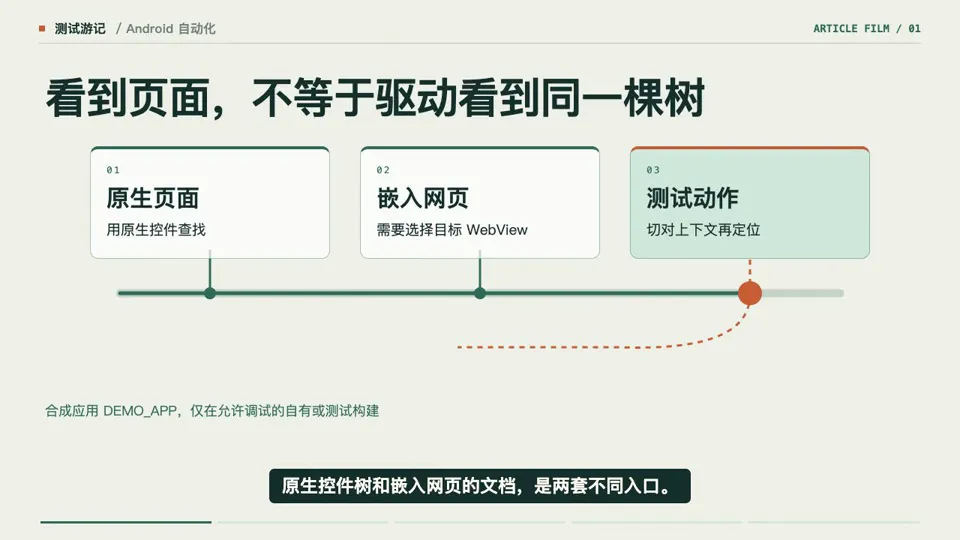 测试游记 / Android 自动化
ARTICLE FILM / 01
看到页面，不等于驱动看到同一棵树
01
原生页面
用原生控件查找
02
嵌入网页
需要选择目标 WebView
03
测试动作
切对上下文再定位
合成应用 DEMO_APP，仅在允许调试的自有或测试构建
原生控件树和嵌入网页的文档，是两套不同入口。